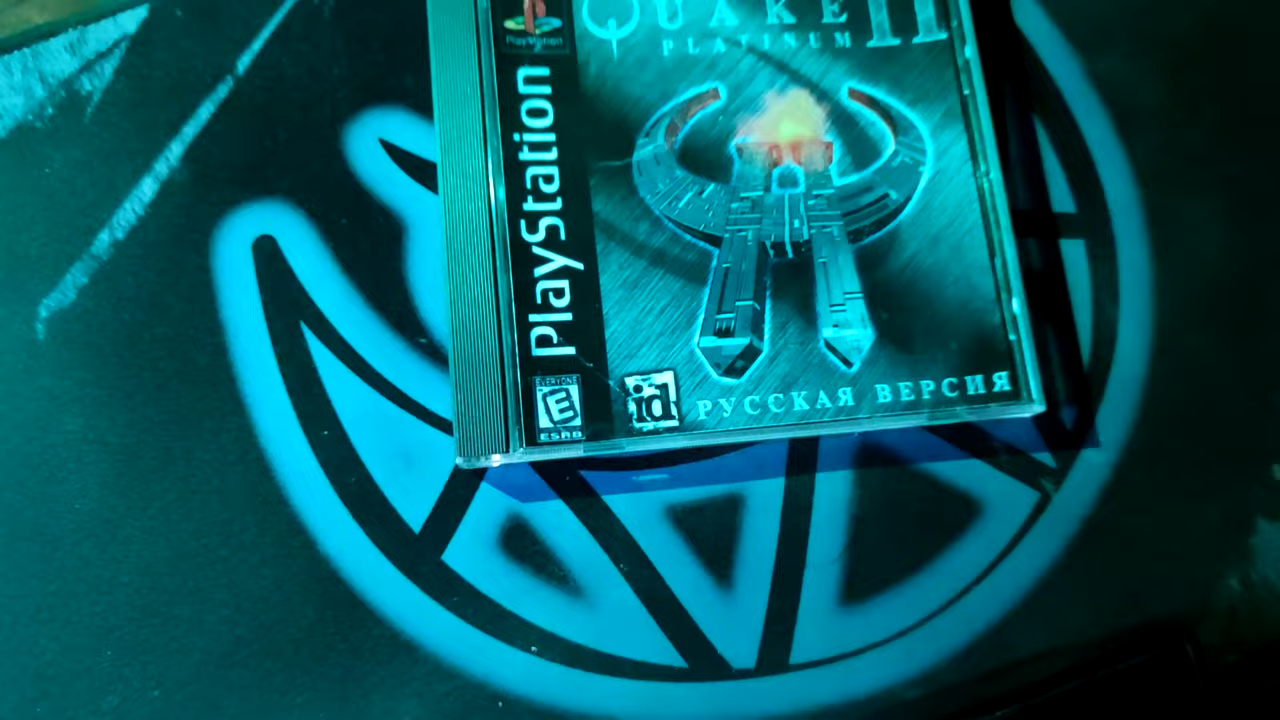 QUAKE II
PLATINUM
PlayStation
PlayStation
EVERYONE
E
ESRB
id
РУССКАЯ ВЕРСИЯ